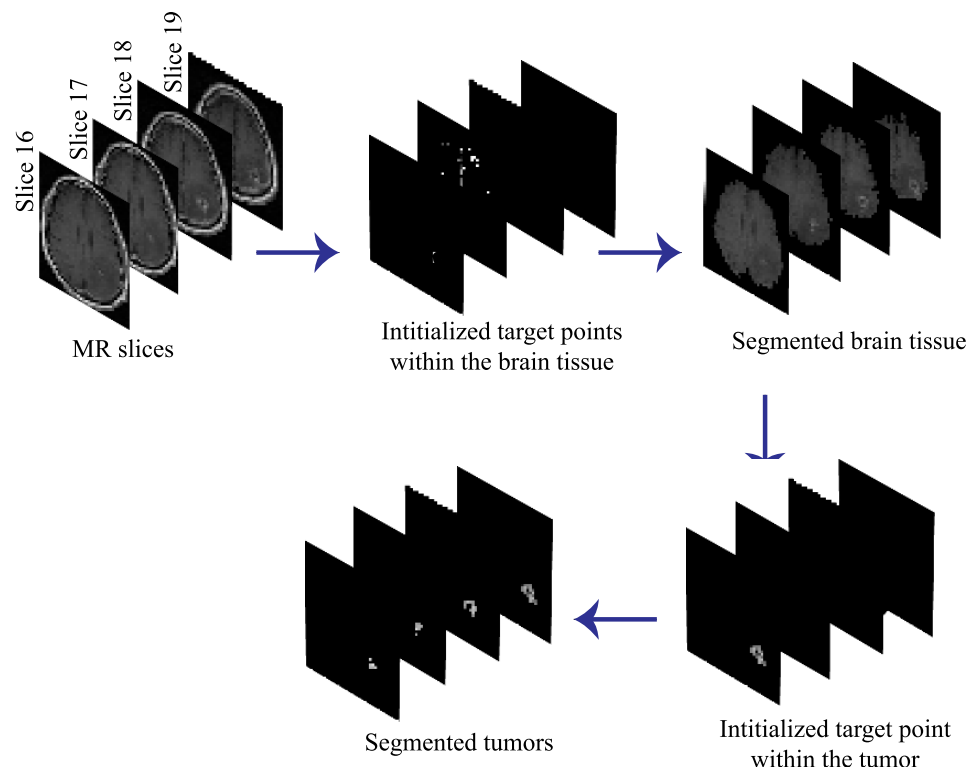 Slice 16
Slice 17
Slice 18
Slice 19
MR slices
Intitialized target points
within the brain tissue
Segmented brain tissue
Segmented tumors
Intitialized target point
within the tumor